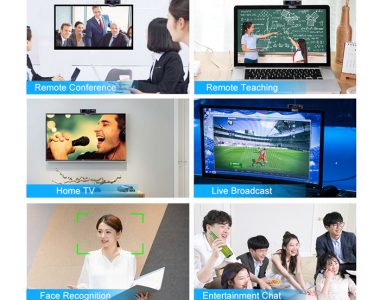 Remote Conference
Remote Teaching
Home TV
Live Broadcast
Face Recognition
Entertainment Chat